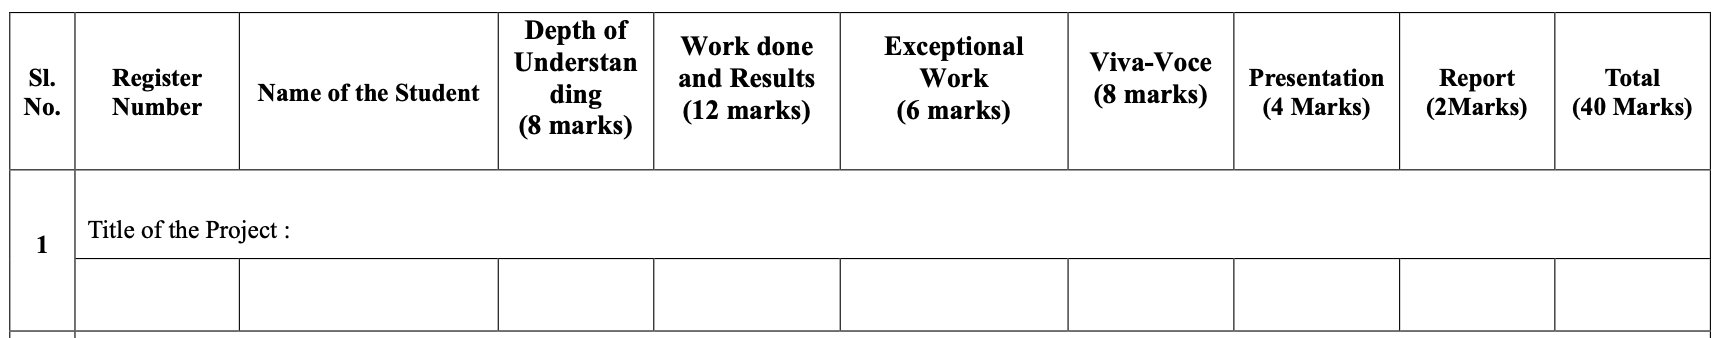 Sl.
No.
Register
Number
Name of the Student
Depth of
Understan
ding
(8 marks)
Work done
and Results
(12 marks)
Exceptional
Work
(6 marks)
Viva-Voce
(8 marks)
Presentation
(4 Marks)
Report
(2Marks)
Total
(40 Marks)
1
Title of the Project :